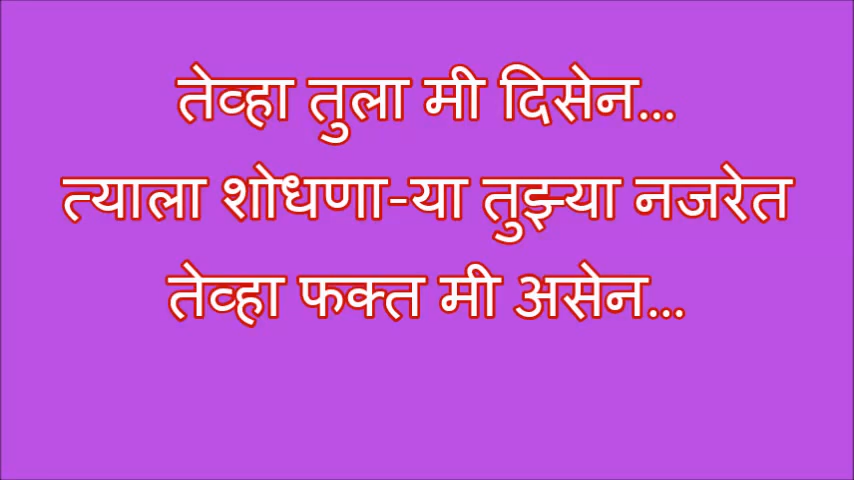 तेव्हा तुला मी दिसेन...
त्याला शोधणा-या तुझ्या नजरेत
तेव्हा फक्त मी असेन...